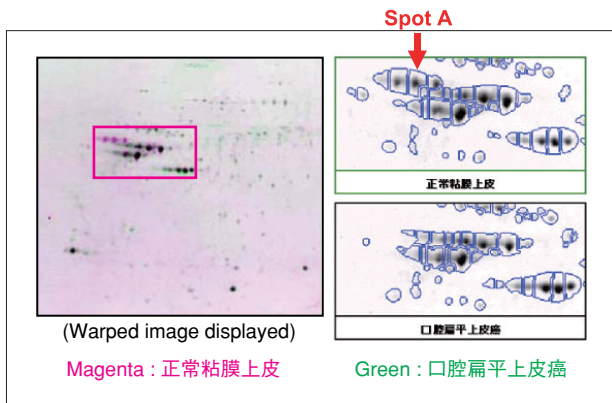 Spot A
正常粘膜上皮
口腔扁平上皮癌
(Warped image displayed)
Magenta : 正常粘膜上皮
Green : 口腔扁平上皮癌